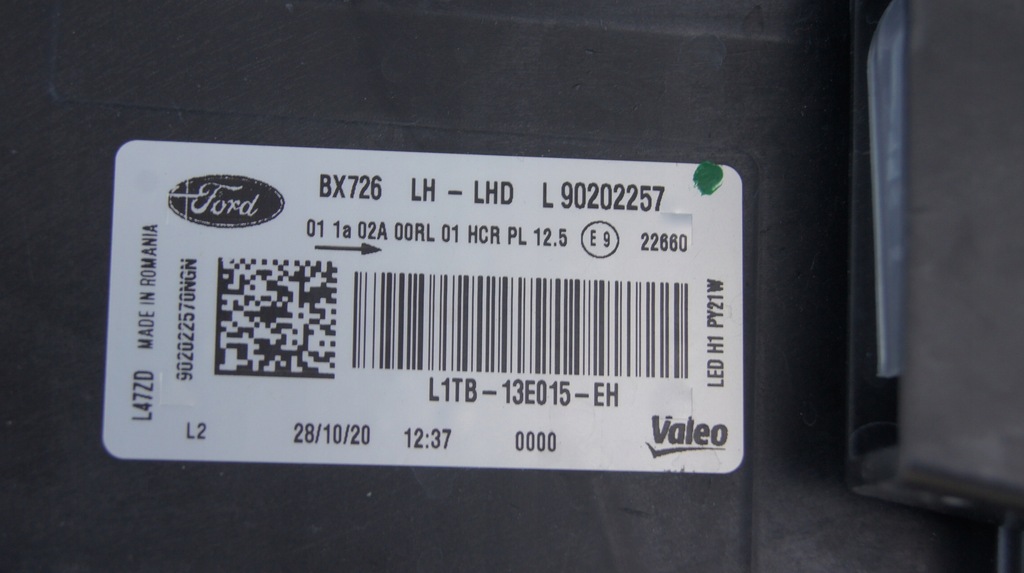 Ford
BX726 LH - LHD L 90202257
01 1a 02A 00RL 01 HCR PL 12.5 E 9 22660
L47ZD MADE IN ROMANIA
90202257GNGN
L1TB-13E015-EH
LED H1 PY21W
L2 28/10/20 12:37 0000
Valeo